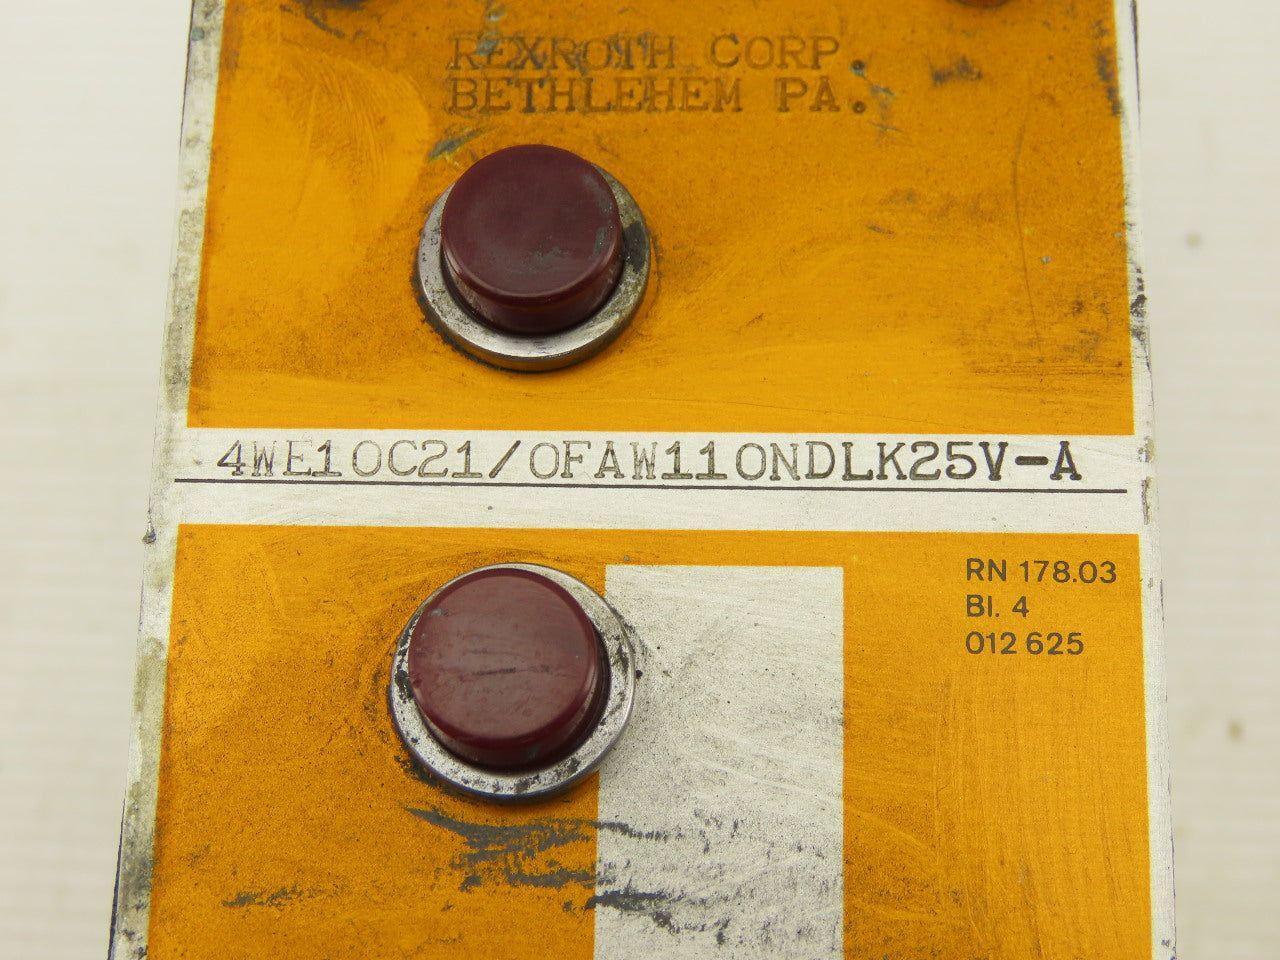 REXROTH CORP.
BETHLEHEM PA.
4WE10C21/OFAW110NDLK25V-A
RN 178.03
Bl. 4
012 625